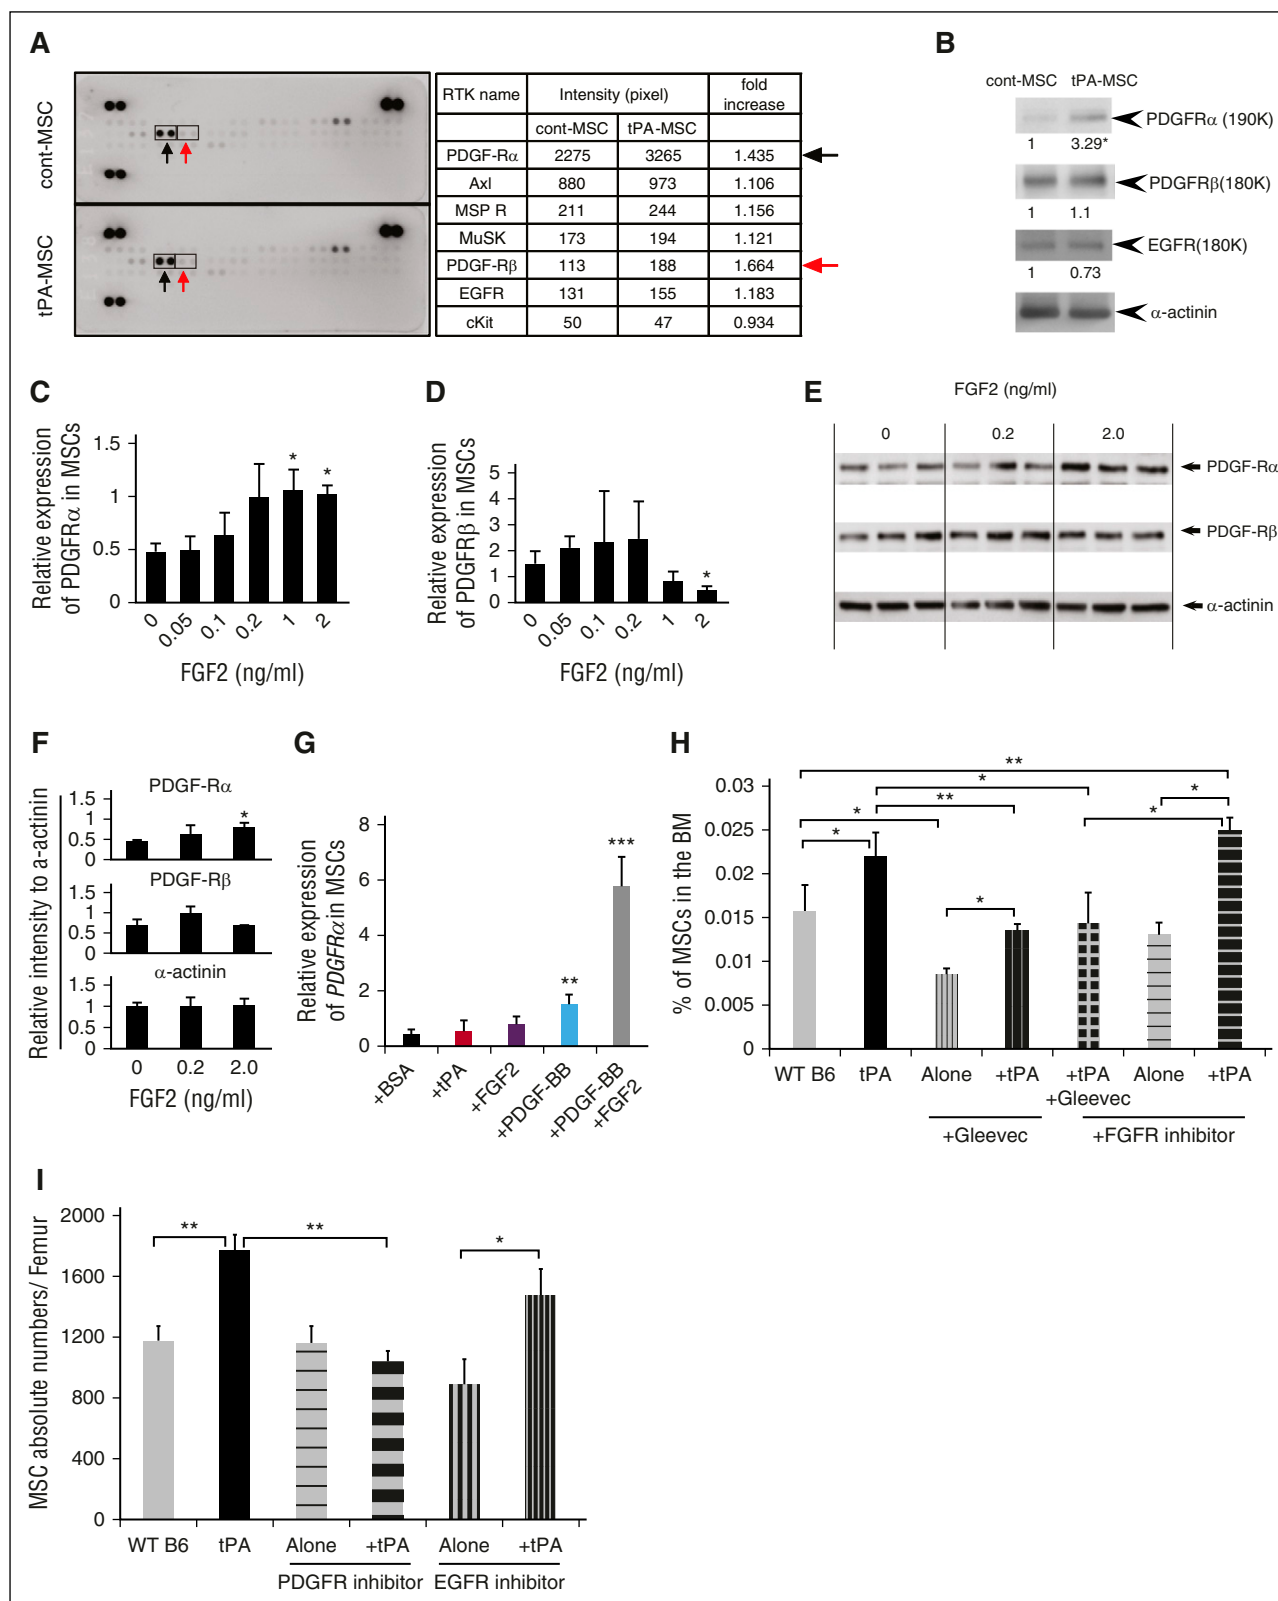 A
cont-MSC
tPA-MSC
RTK name Intensity (pixel) fold increase
cont-MSC tPA-MSC
PDGF-Rα 2275 3265 1.435
Axl 880 973 1.106
MSP R 211 244 1.156
MuSK 173 194 1.121
PDGF-Rβ 113 188 1.664
EGFR 131 155 1.183
cKit 50 47 0.934
B
cont-MSC tPA-MSC
PDGFRα (190K)
1 3.29*
PDGFRβ(180K)
1 1.1
EGFR(180K)
1 0.73
α-actinin
C
Relative expression
of PDGFRα in MSCs
1.5
1
0.5
0
* *
0 0.05 0.1 0.2 1 2
FGF2 (ng/ml)
D
Relative expression
of PDGFRβ in MSCs
5
4
3
2
1
0
*
0 0.05 0.1 0.2 1 2
FGF2 (ng/ml)
E
FGF2 (ng/ml)
0 0.2 2.0
PDGF-Rα
PDGF-Rβ
α-actinin
F
Relative intensity to a-actinin
PDGF-Rα
1.5
1
0.5
0
*
PDGF-Rβ
1.5
1
0.5
0
α-actinin
1.5
1
0.5
0
0 0.2 2.0
FGF2 (ng/ml)
G
Relative expression
of PDGFRα in MSCs
8
6
4
2
0
** ***
+BSA +tPA +FGF2 +PDGF-BB +PDGF-BB
+FGF2
H
% of MSCs in the BM
0.03
0.025
0.02
0.015
0.01
0.005
0
**
* *
* ** *
*
*
WT B6 tPA Alone +tPA +tPA Alone +tPA
+Gleevec
+Gleevec +FGFR inhibitor
I
MSC absolute numbers/ Femur
2000
1600
1200
800
400
0
** ** *
WT B6 tPA Alone +tPA Alone +tPA
PDGFR inhibitor EGFR inhibitor